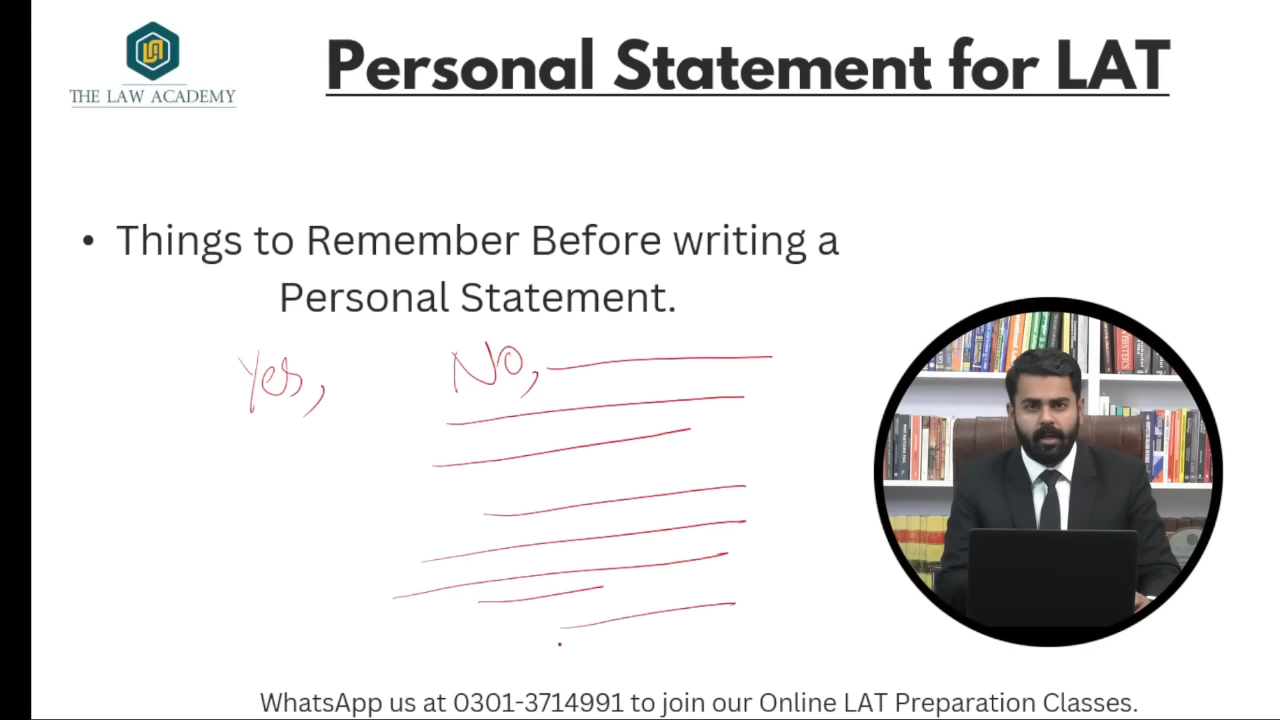 THE LAW ACADEMY
Personal Statement for LAT
• Things to Remember Before writing a
Personal Statement.
Yes, No,
WhatsApp us at 0301-3714991 to join our Online LAT Preparation Classes.